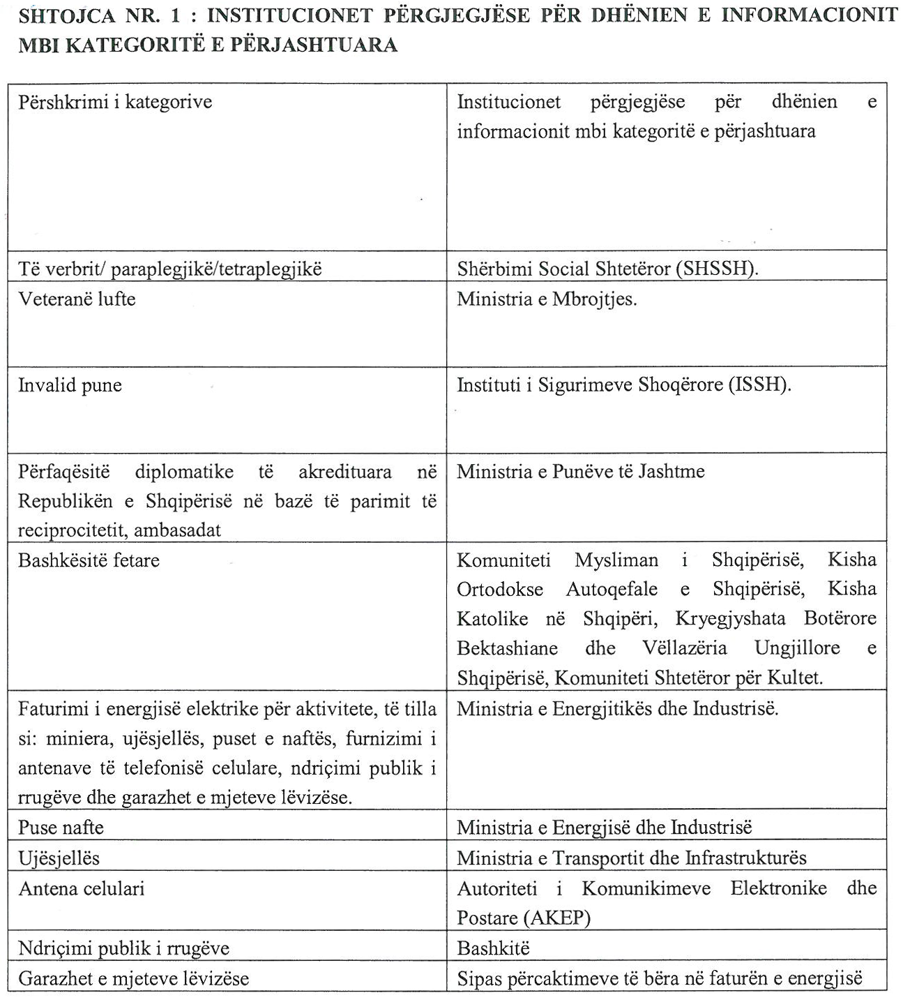 SHTOJCA NR. 1 : INSTITUCIONET PËRGJEGJËSE PËR DHËNIEN E INFORMACIONIT
MBI KATEGORITË E PËRJASHTUARA
Përshkrimi i kategorive
Institucionet përgjegjëse për dhënien e
informacionit mbi kategoritë e përjashtuara
Të verbrit/ paraplegjikë/tetraplegjikë
Shërbimi Social Shtetëror (SHSSH).
Veteranë lufte
Ministria e Mbrojtjes.
Invalid pune
Instituti i Sigurimeve Shoqërore (ISSH).
Përfaqësitë diplomatike të akredituara në
Republikën e Shqipërisë në bazë të parimit të
reciprocitetit, ambasadat
Ministria e Punëve të Jashtme
Bashkësitë fetare
Komuniteti Mysliman i Shqipërisë, Kisha
Ortodokse Autoqefale e Shqipërisë, Kisha
Katolike në Shqipëri, Kryegjyshata Botërore
Bektashiane dhe Vëllazëria Ungjillore e
Shqipërisë, Komuniteti Shtetëror për Kultet.
Faturimi i energjisë elektrike për aktivitete, të tilla
si: miniera, ujësjellës, puset e naftës, furnizimi i
antenave të telefonisë celulare, ndriçimi publik i
rrugëve dhe garazhet e mjeteve lëvizëse.
Ministria e Energjitikës dhe Industrisë.
Puse nafte
Ministria e Energjisë dhe Industrisë
Ujësjellës
Ministria e Transportit dhe Infrastrukturës
Antena celulari
Autoriteti i Komunikimeve Elektronike dhe
Postare (AKEP)
Ndriçimi publik i rrugëve
Bashkitë
Garazhet e mjeteve lëvizëse
Sipas përcaktimeve të bëra në faturën e energjisë